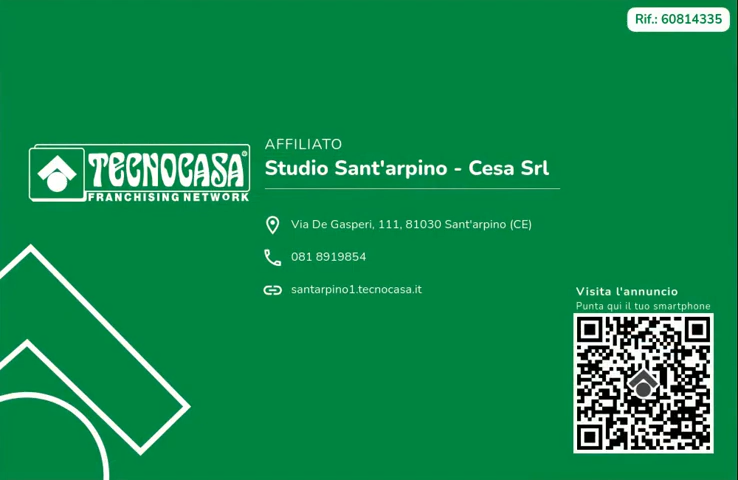 Rif.: 60814335
AFFILIATO
TECNOCASA
FRANCHISING NETWORK
Studio Sant'arpino - Cesa Srl
Via De Gasperi, 111, 81030 Sant'arpino (CE)
081 8919854
santarpino1.tecnocasa.it
Visita l'annuncio
Punta qui il tuo smartphone